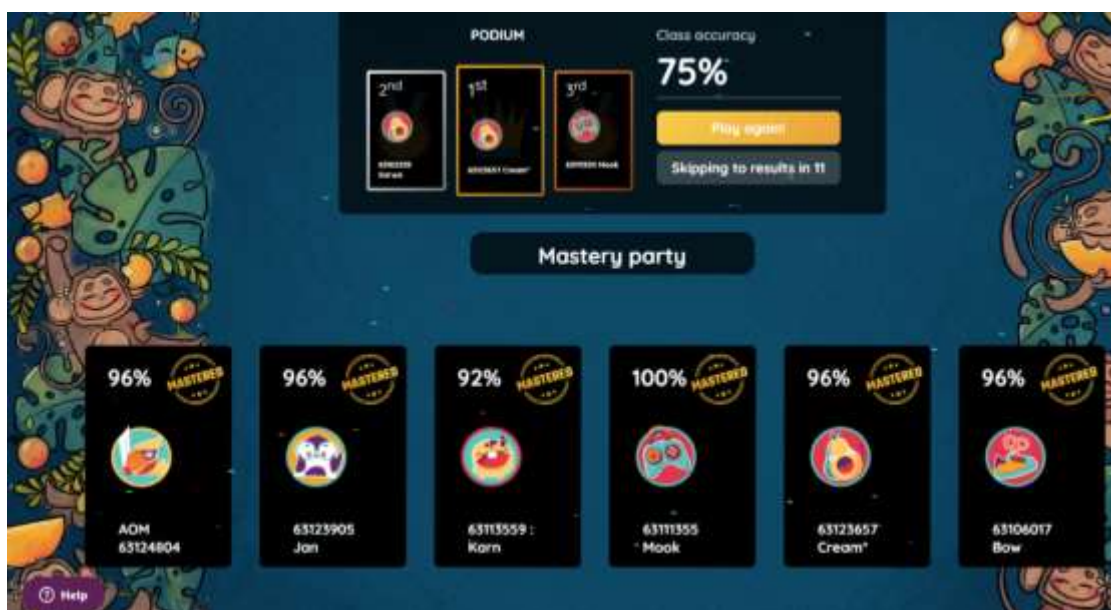 PODIUM
Class accuracy
75%
2nd
1st
3rd
Cream*
Mook
Play again!
Skipping to results in 11
Mastery party
96%
MASTERED
96%
MASTERED
92%
MASTERED
100%
MASTERED
96%
MASTERED
96%
MASTERED
AOM
63124804
63123905
Jan
63113559 :
Karn
63111355
Mook
63123657
Cream*
63106017
Bow
Help